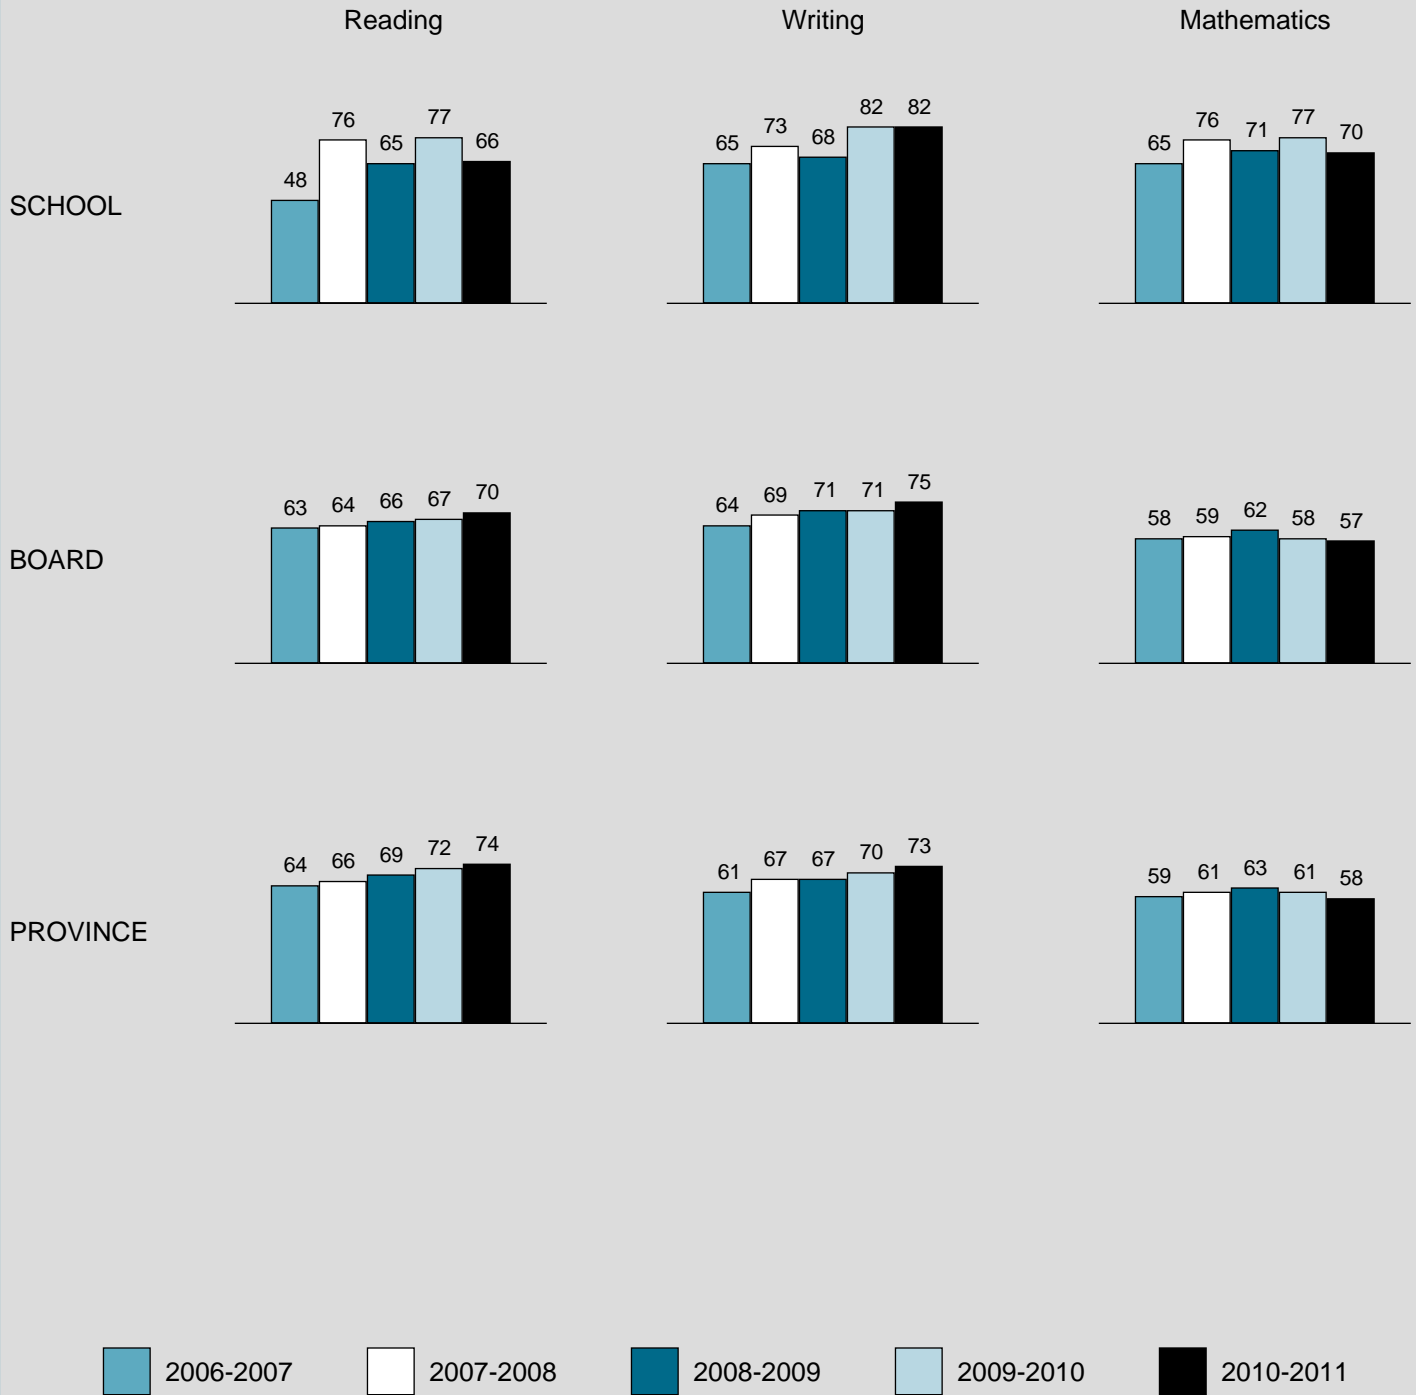 Reading Writing Mathematics
SCHOOL
48 76 65 77 66
65 73 68 82 82
65 76 71 77 70
BOARD
63 64 66 67 70
64 69 71 71 75
58 59 62 58 57
PROVINCE
64 66 69 72 74
61 67 67 70 73
59 61 63 61 58
2006-2007 2007-2008 2008-2009 2009-2010 2010-2011